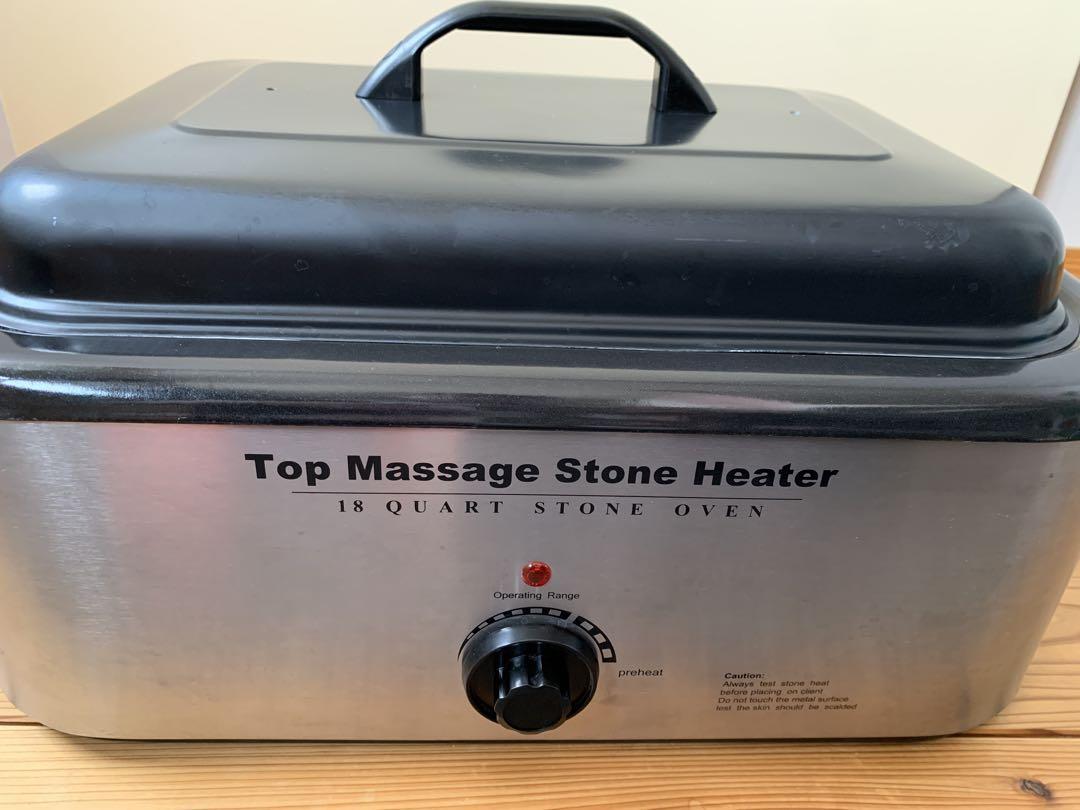 Top Massage Stone Heater
18 QUART STONE OVEN
Operating Range
preheat
Caution:
Always test stone heat
before placing on client
Do not touch the metal surface
lest the skin should be scalded